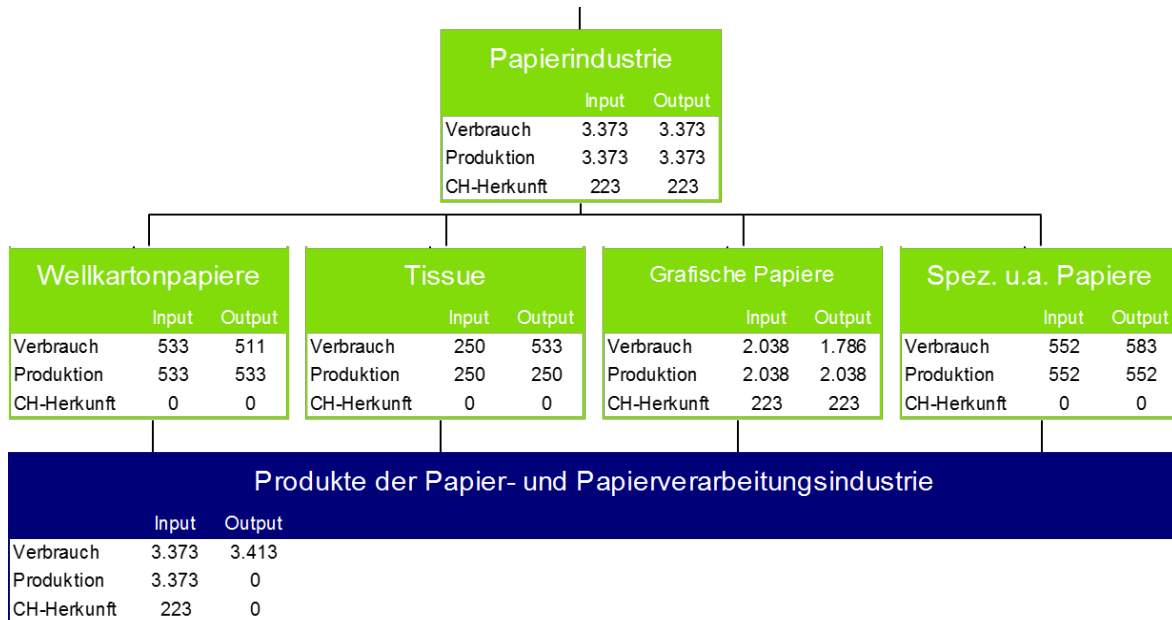 Papierindustrie
Input Output
Verbrauch 3.373 3.373
Produktion 3.373 3.373
CH-Herkunft 223 223
Wellkartonpapiere
Input Output
Verbrauch 533 511
Produktion 533 533
CH-Herkunft 0 0
Tissue
Input Output
Verbrauch 250 533
Produktion 250 250
CH-Herkunft 0 0
Grafische Papiere
Input Output
Verbrauch 2.038 1.786
Produktion 2.038 2.038
CH-Herkunft 223 223
Spez. u.a. Papiere
Input Output
Verbrauch 552 583
Produktion 552 552
CH-Herkunft 0 0
Produkte der Papier- und Papierverarbeitungsindustrie
Input Output
Verbrauch 3.373 3.413
Produktion 3.373 0
CH-Herkunft 223 0